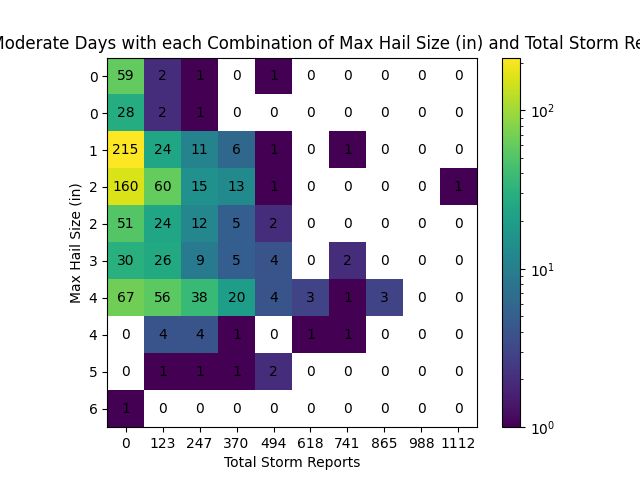 Moderate Days with each Combination of Max Hail Size (in) and Total Storm Re
0 59 2 1 0 1 0 0 0 0 0
0 28 2 1 0 0 0 0 0 0 0
1 215 24 11 6 1 0 1 0 0 0
2 160 60 15 13 1 0 0 0 0 1
2 51 24 12 5 2 0 0 0 0 0
3 30 26 9 5 4 0 2 0 0 0
4 67 56 38 20 4 3 1 3 0 0
4 0 4 4 1 0 1 1 0 0 0
5 0 1 1 1 2 0 0 0 0 0
6 1 0 0 0 0 0 0 0 0 0
0 123 247 370 494 618 741 865 988 1112
Total Storm Reports
Max Hail Size (in)
10²
10¹
10⁰